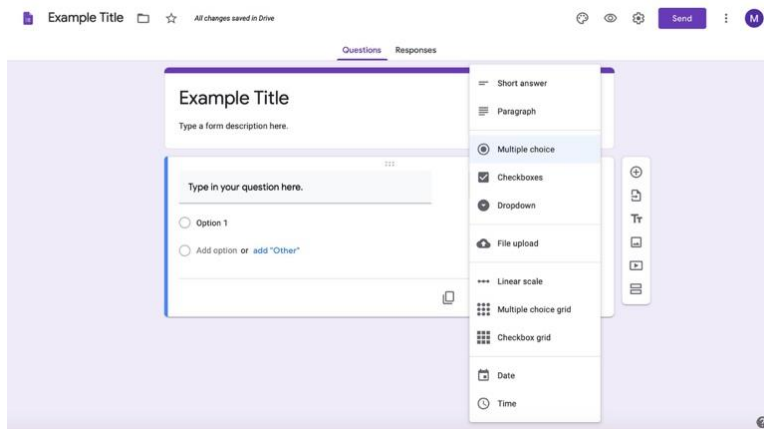 Example Title
All changes saved in Drive
Send
M
Questions Responses
Example Title
Type a form description here.
Type in your question here.
Option 1
Add option or add "Other"
Short answer
Paragraph
Multiple choice
Checkboxes
Dropdown
File upload
Linear scale
Multiple choice grid
Checkbox grid
Date
Time
Tт